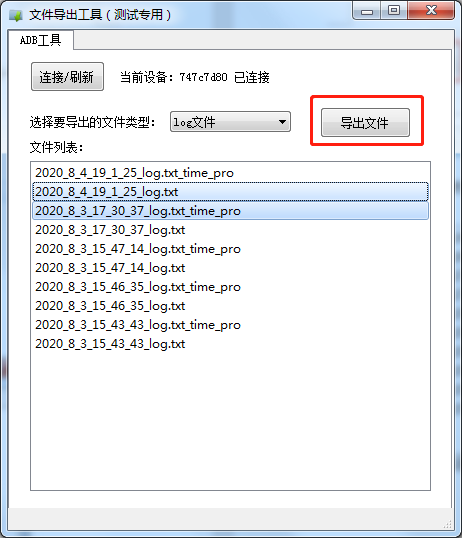 文件导出工具（测试专用）
ADB工具
连接/刷新 当前设备：747c7d80 已连接
选择要导出的文件类型： log文件 导出文件
文件列表：
2020_8_4_19_1_25_log.txt_time_pro
2020_8_4_19_1_25_log.txt
2020_8_3_17_30_37_log.txt_time_pro
2020_8_3_17_30_37_log.txt
2020_8_3_15_47_14_log.txt_time_pro
2020_8_3_15_47_14_log.txt
2020_8_3_15_46_35_log.txt_time_pro
2020_8_3_15_46_35_log.txt
2020_8_3_15_43_43_log.txt_time_pro
2020_8_3_15_43_43_log.txt